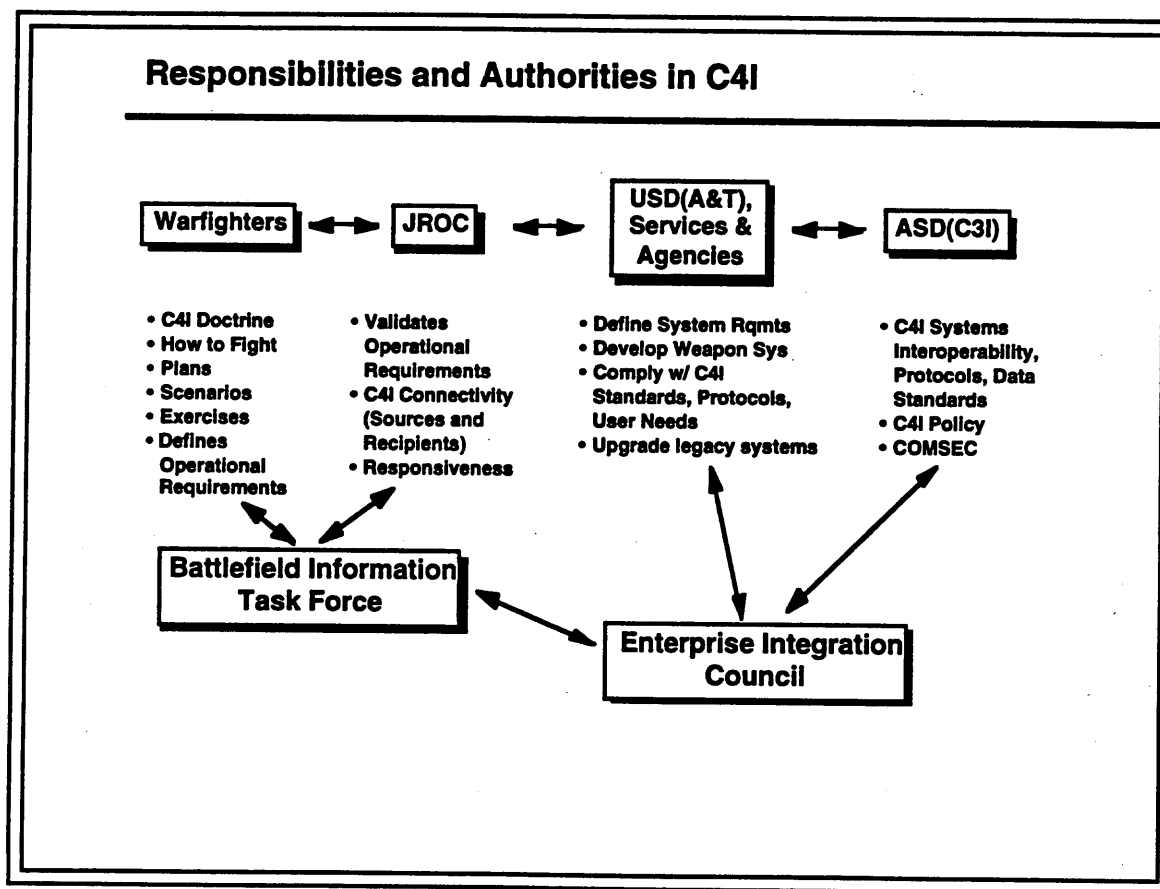 Responsibilities and Authorities in C4I
Warfighters
JROC
USD(A&T),
Services &
Agencies
ASD(C3I)
• C4I Doctrine
• How to Fight
• Plans
• Scenarios
• Exercises
• Defines
Operational
Requirements
• Validates
Operational
Requirements
• C4I Connectivity
(Sources and
Recipients)
• Responsiveness
• Define System Rqmts
• Develop Weapon Sys
• Comply w/ C4I
Standards, Protocols,
User Needs
• Upgrade legacy systems
• C4I Systems
Interoperability,
Protocols, Data
Standards
• C4I Policy
• COMSEC
Battlefield Information
Task Force
Enterprise Integration
Council